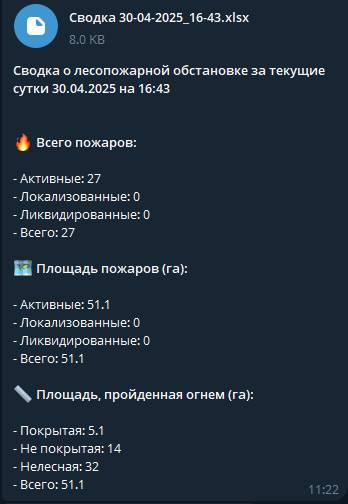 Сводка 30-04-2025_16-43.xlsx
8.0 KB
Сводка о лесопожарной обстановке за текущие
сутки 30.04.2025 на 16:43
🔥 Всего пожаров:
- Активные: 27
- Локализованные: 0
- Ликвидированные: 0
- Всего: 27
🗺 Площадь пожаров (га):
- Активные: 51.1
- Локализованные: 0
- Ликвидированные: 0
- Всего: 51.1
📏 Площадь, пройденная огнем (га):
- Покрытая: 5.1
- Не покрытая: 14
- Нелесная: 32
- Всего: 51.1
11:22